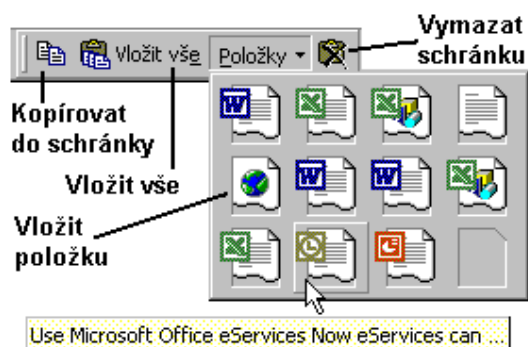 Vymazat
schránku
Vložit vše Položky
Kopírovat
do schránky
Vložit vše
Vložit
položku
Use Microsoft Office eServices Now eServices can ...